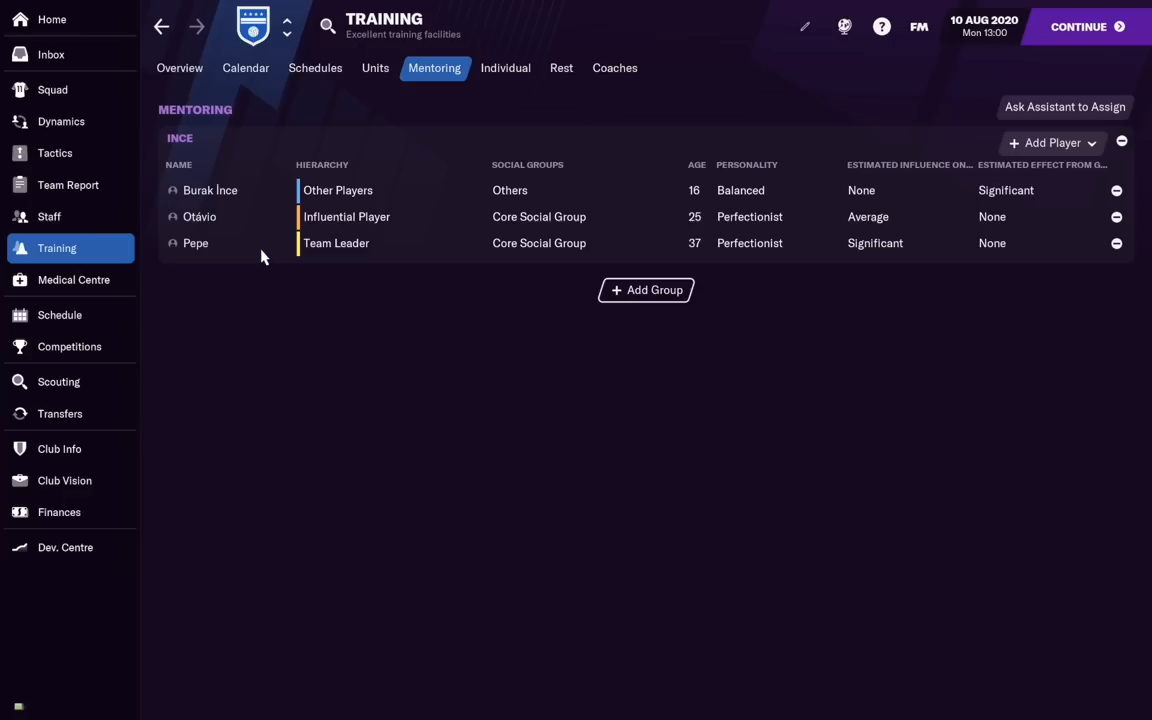 Home
Inbox
Squad
Dynamics
Tactics
Team Report
Staff
Training
Medical Centre
Schedule
Competitions
Scouting
Transfers
Club Info
Club Vision
Finances
Dev. Centre
TRAINING
Excellent training facilities
?
FM
10 AUG 2020
Mon 13:00
CONTINUE
Overview Calendar Schedules Units Mentoring Individual Rest Coaches
MENTORING
Ask Assistant to Assign
INCE
+ Add Player
NAME HIERARCHY SOCIAL GROUPS AGE PERSONALITY ESTIMATED INFLUENCE ON... ESTIMATED EFFECT FROM G...
Burak İnce Other Players Others 16 Balanced None Significant
Otávio Influential Player Core Social Group 25 Perfectionist Average None
Pepe Team Leader Core Social Group 37 Perfectionist Significant None
+ Add Group